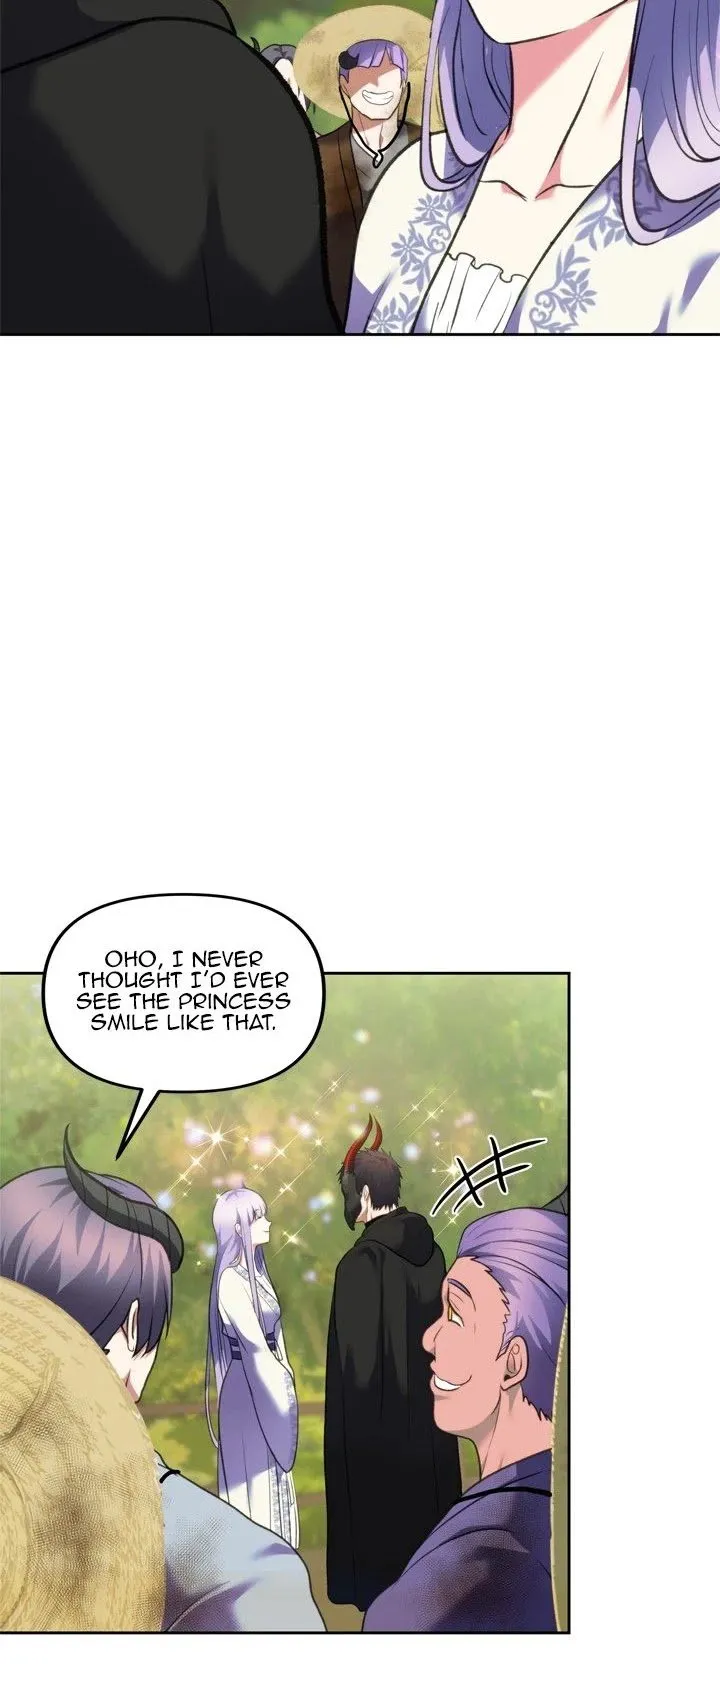 OHO, I NEVER
THOUGHT I'D EVER
SEE THE PRINCESS
SMILE LIKE THAT.